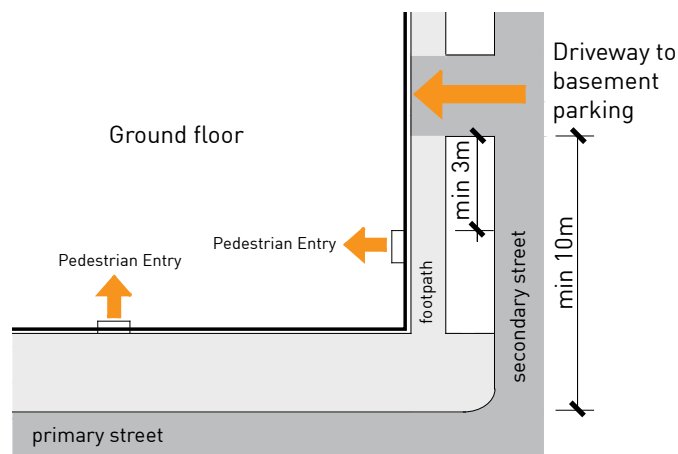 Driveway to
basement
parking
Ground floor
min 3m
Pedestrian Entry
Pedestrian Entry
footpath
secondary street
min 10m
primary street